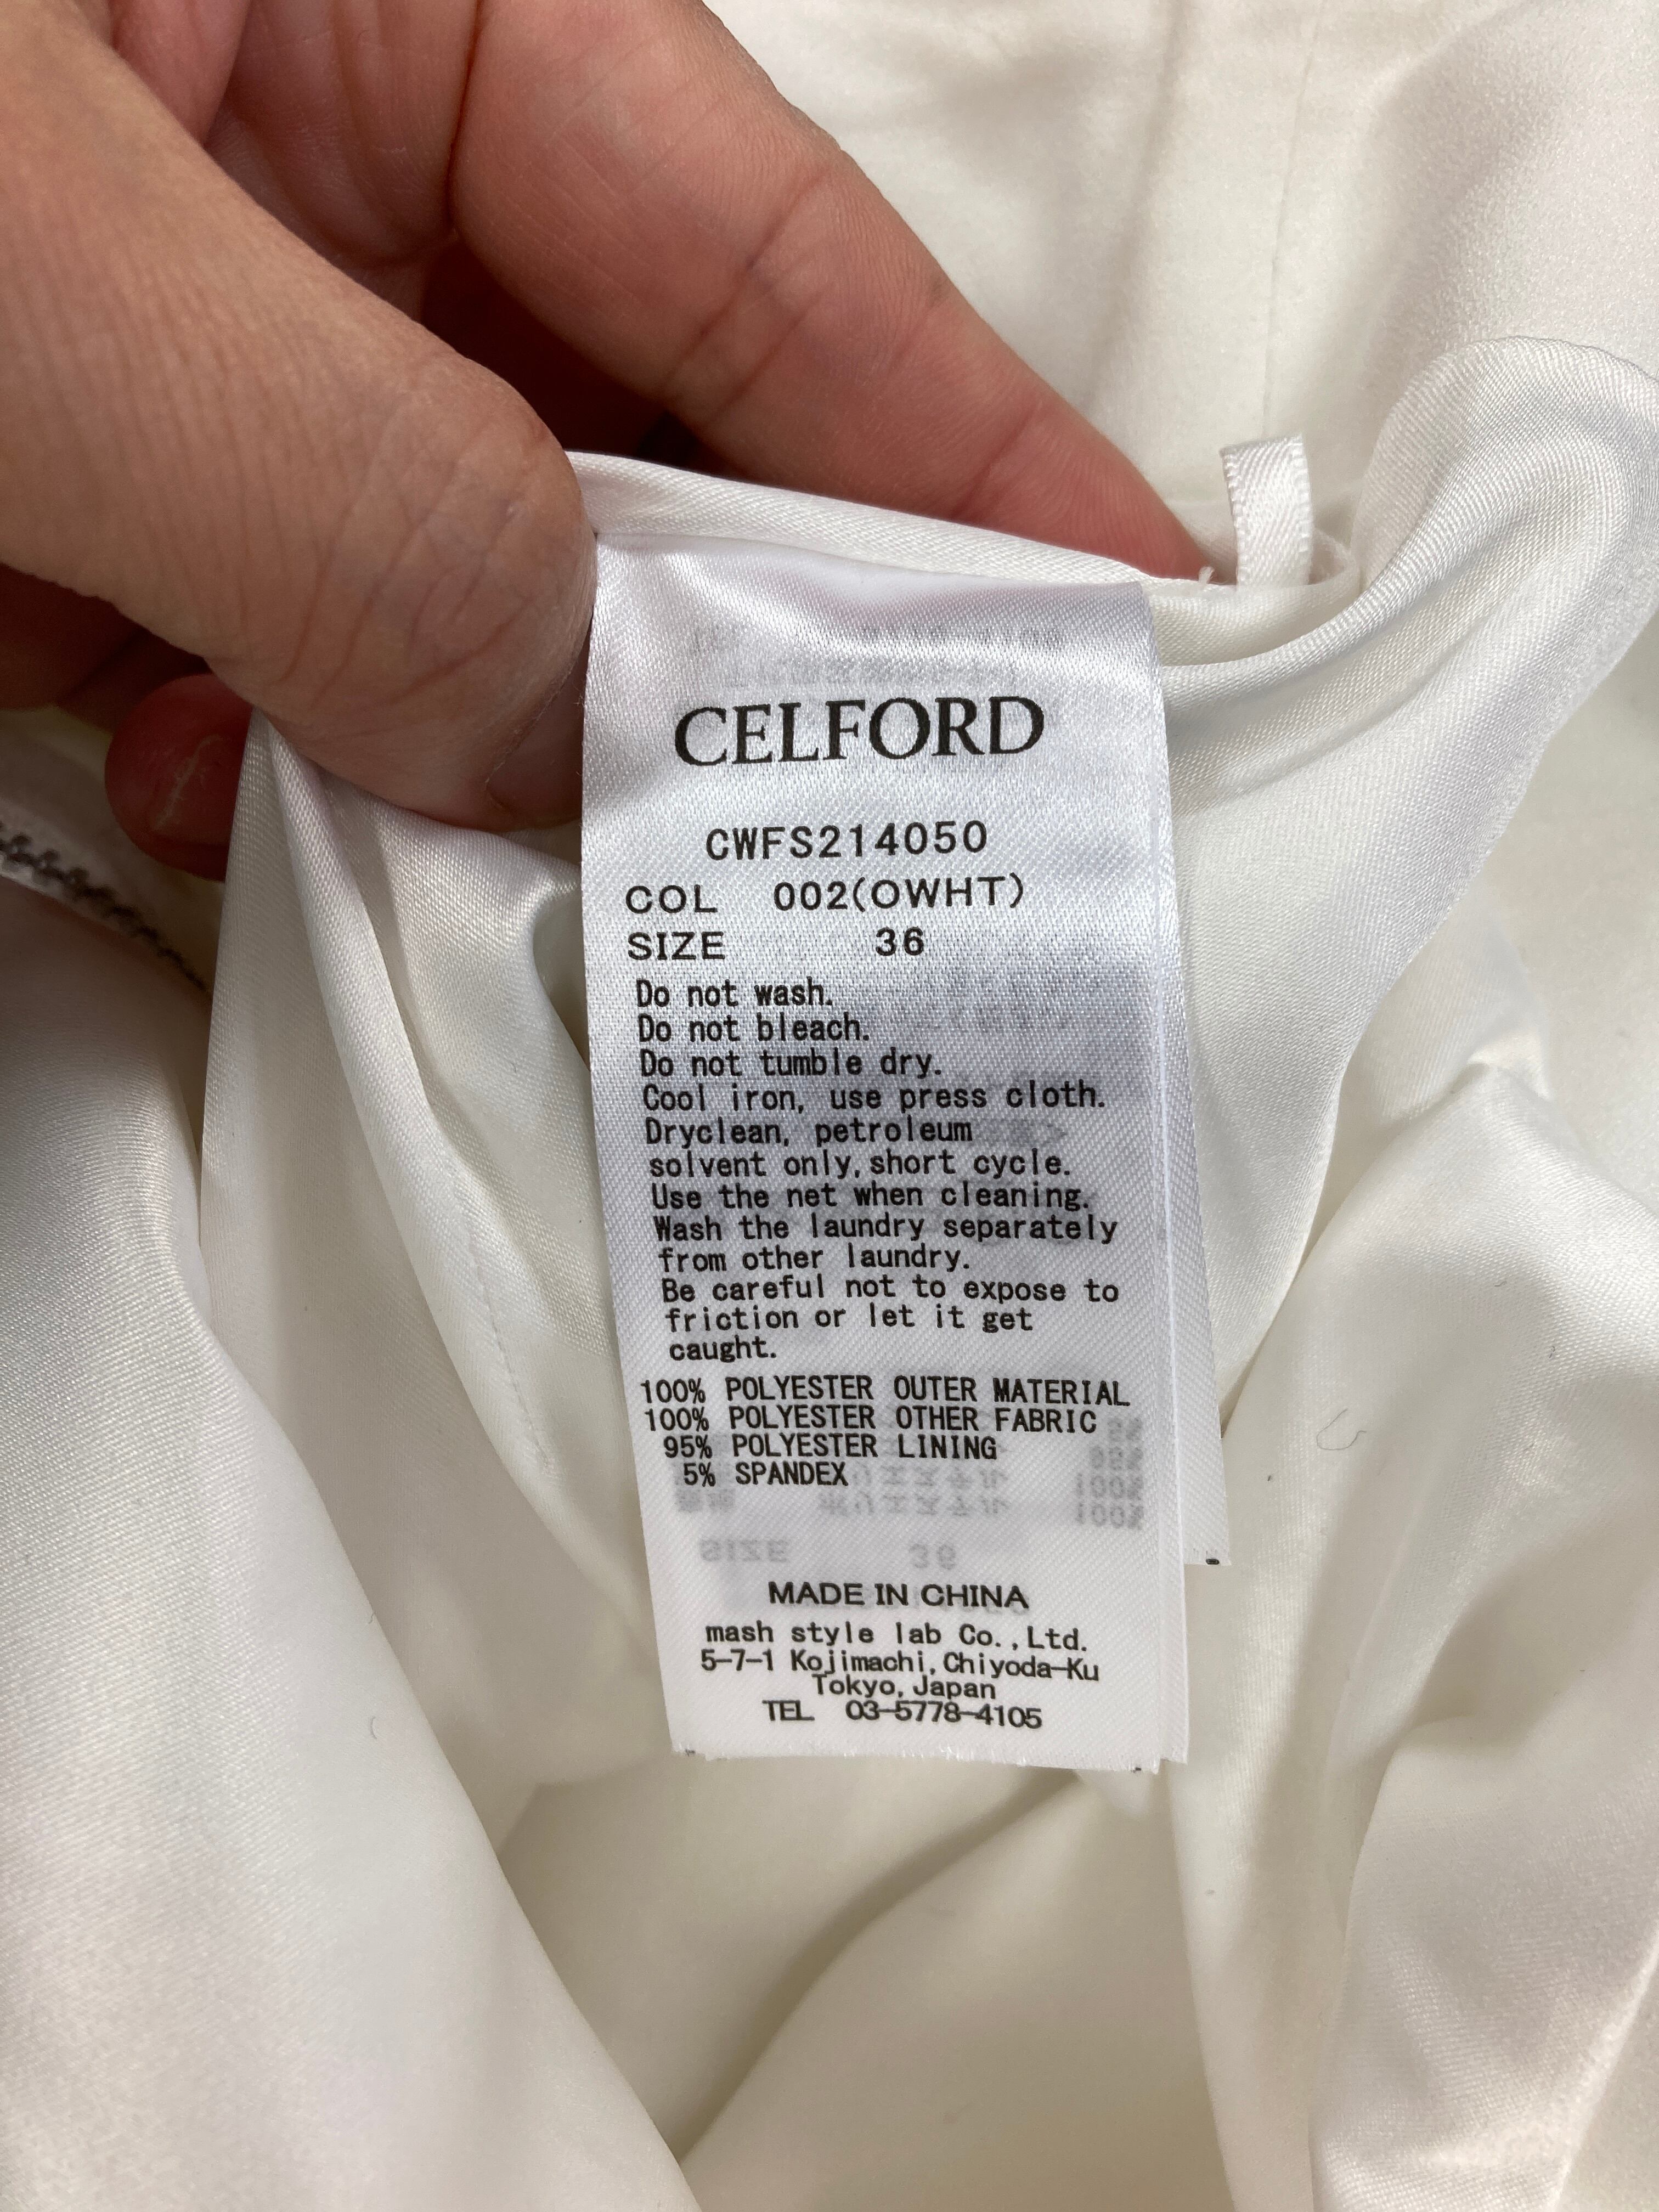 CELFORD
CWFS214050
COL 002(OWHT)
SIZE 36
Do not wash.
Do not bleach.
Do not tumble dry.
Cool iron, use press cloth.
Dryclean, petroleum
solvent only, short cycle.
Use the net when cleaning.
Wash the laundry separately
from other laundry.
Be careful not to expose to
friction or let it get
caught.
100% POLYESTER OUTER MATERIAL
100% POLYESTER OTHER FABRIC
95% POLYESTER LINING
5% SPANDEX
MADE IN CHINA
mash style lab Co.,Ltd.
5-7-1 Kojimachi, Chiyoda-Ku
Tokyo, Japan
TEL 03-5778-4105